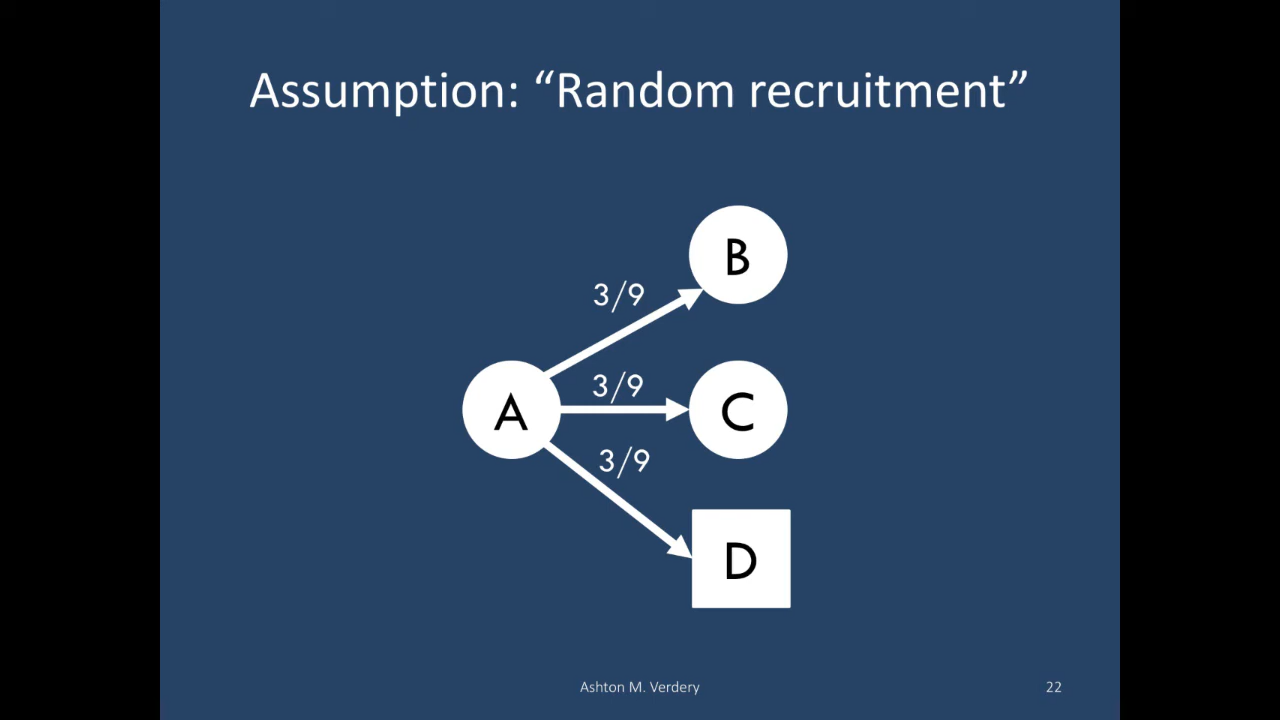 Assumption: “Random recruitment”
B
3/9
3/9
A
C
3/9
D
Ashton M. Verdery
22